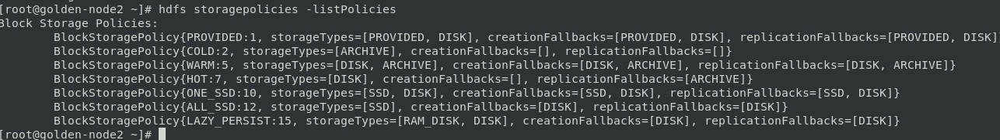 [root@golden-node2 ~]# hdfs storagepolicies -listPolicies
Block Storage Policies:
BlockStoragePolicy{PROVIDED:1, storageTypes=[PROVIDED, DISK], creationFallbacks=[PROVIDED, DISK], replicationFallbacks=[PROVIDED, DISK]
BlockStoragePolicy{COLD:2, storageTypes=[ARCHIVE], creationFallbacks=[], replicationFallbacks=[]}
BlockStoragePolicy{WARM:5, storageTypes=[DISK, ARCHIVE], creationFallbacks=[DISK, ARCHIVE], replicationFallbacks=[DISK, ARCHIVE]}
BlockStoragePolicy{HOT:7, storageTypes=[DISK], creationFallbacks=[], replicationFallbacks=[ARCHIVE]}
BlockStoragePolicy{ONE_SSD:10, storageTypes=[SSD, DISK], creationFallbacks=[SSD, DISK], replicationFallbacks=[SSD, DISK]}
BlockStoragePolicy{ALL_SSD:12, storageTypes=[SSD], creationFallbacks=[DISK], replicationFallbacks=[DISK]}
BlockStoragePolicy{LAZY_PERSIST:15, storageTypes=[RAM_DISK, DISK], creationFallbacks=[DISK], replicationFallbacks=[DISK]}
[root@golden-node2 ~]#